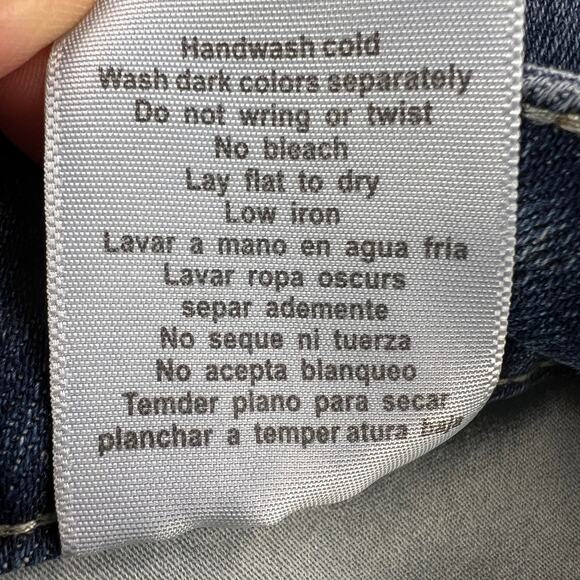 Handwash cold
Wash dark colors separately
Do not wring or twist
No bleach
Lay flat to dry
Low iron
Lavar a mano en agua fria
Lavar ropa oscurs
separ ademente
No seque ni tuerza
No acepta blanqueo
Temder plano para secar
planchar a temper atura baja